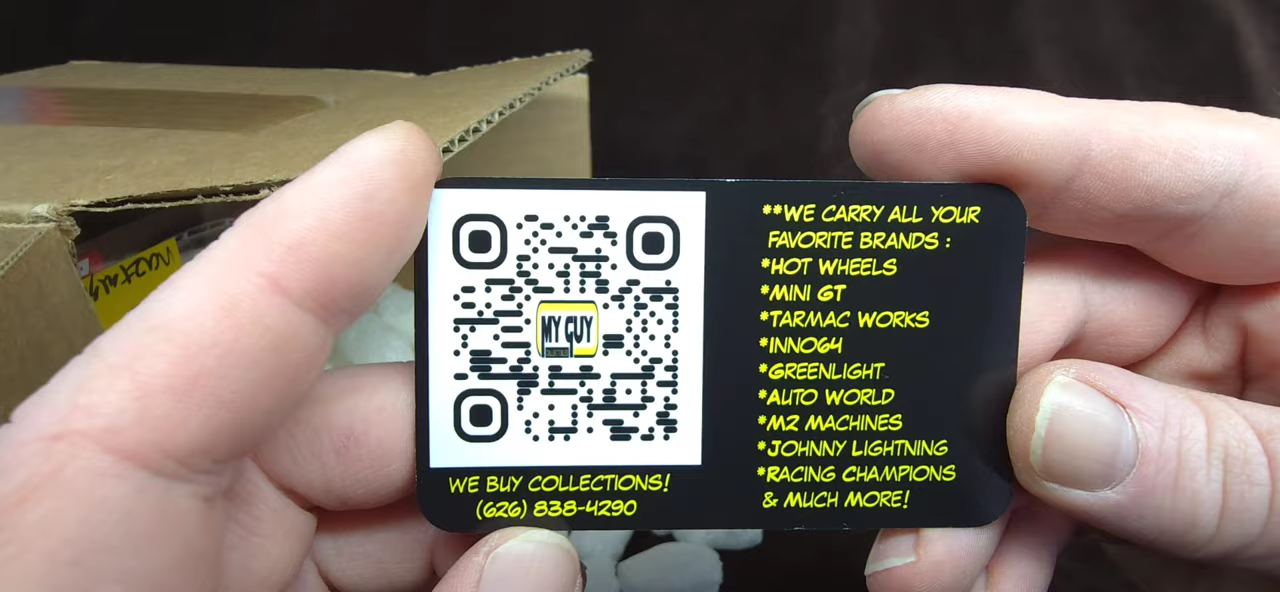 MY GUY
WE BUY COLLECTIONS!
(626) 838-4290
**WE CARRY ALL YOUR
FAVORITE BRANDS :
*HOT WHEELS
*MINI GT
*TARMAC WORKS
*INNO64
*GREENLIGHT
*AUTO WORLD
*M2 MACHINES
*JOHNNY LIGHTNING
*RACING CHAMPIONS
& MUCH MORE!